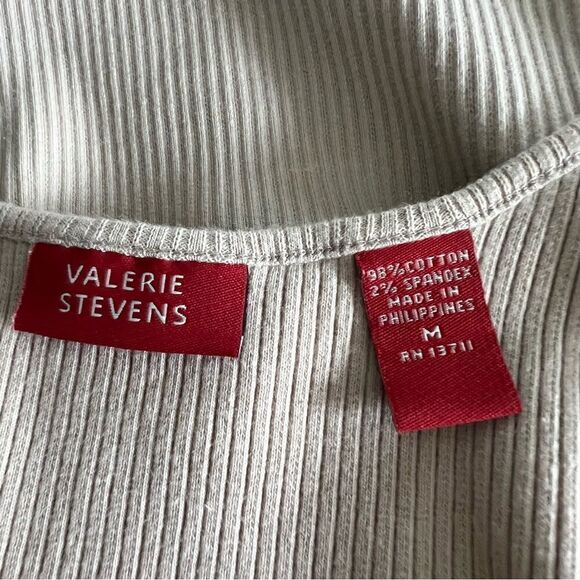 VALERIE
STEVENS
98% COTTON
2% SPANDEX
MADE IN
PHILIPPINES
M
RN 13711